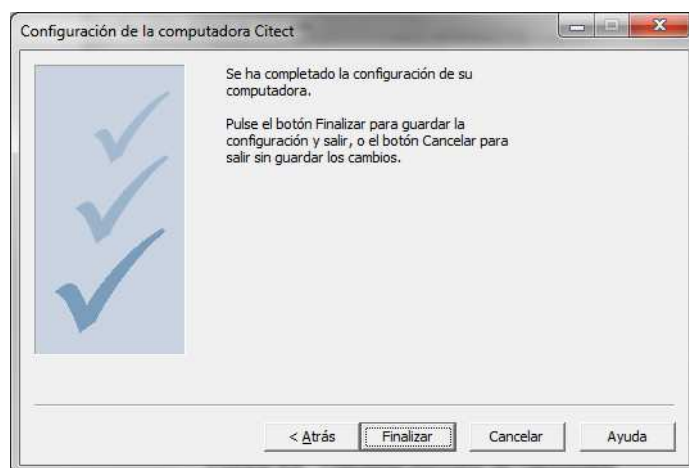 Configuración de la computadora Citect
Se ha completado la configuración de su
computadora.
Pulse el botón Finalizar para guardar la
configuración y salir, o el botón Cancelar para
salir sin guardar los cambios.
< Atrás Finalizar Cancelar Ayuda